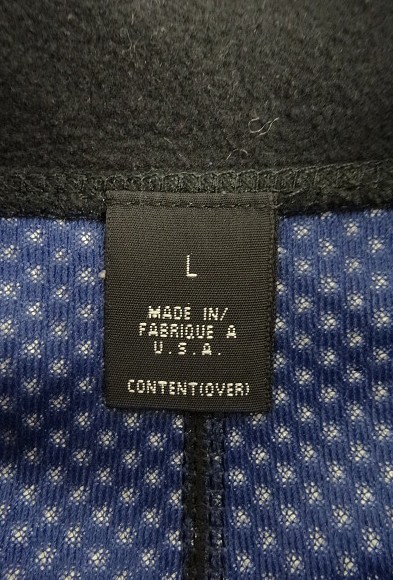 L
MADE IN/
FABRIQUE A
U.S.A.
CONTENT(OVER)